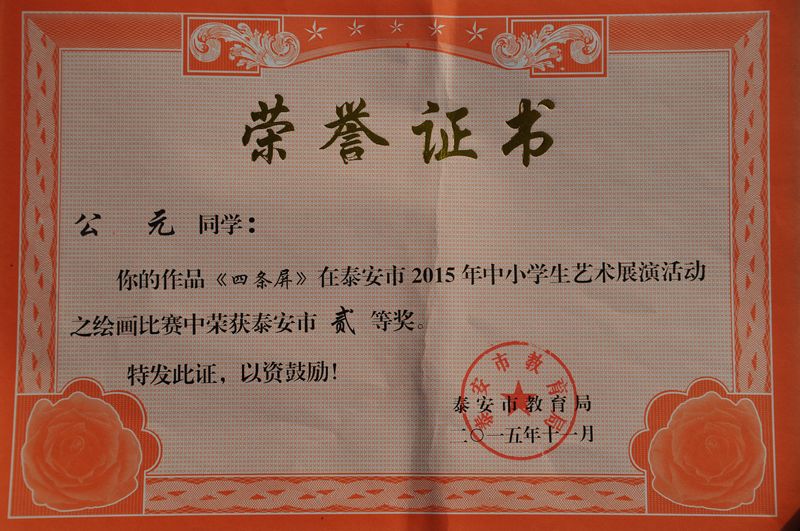 荣誉证书
公 元 同学：
你的作品《四条屏》在泰安市2015年中小学生艺术展演活动
之绘画比赛中荣获泰安市 贰 等奖。
特发此证，以资鼓励！
泰安市教育局
泰安市教育局
二〇一五年十一月